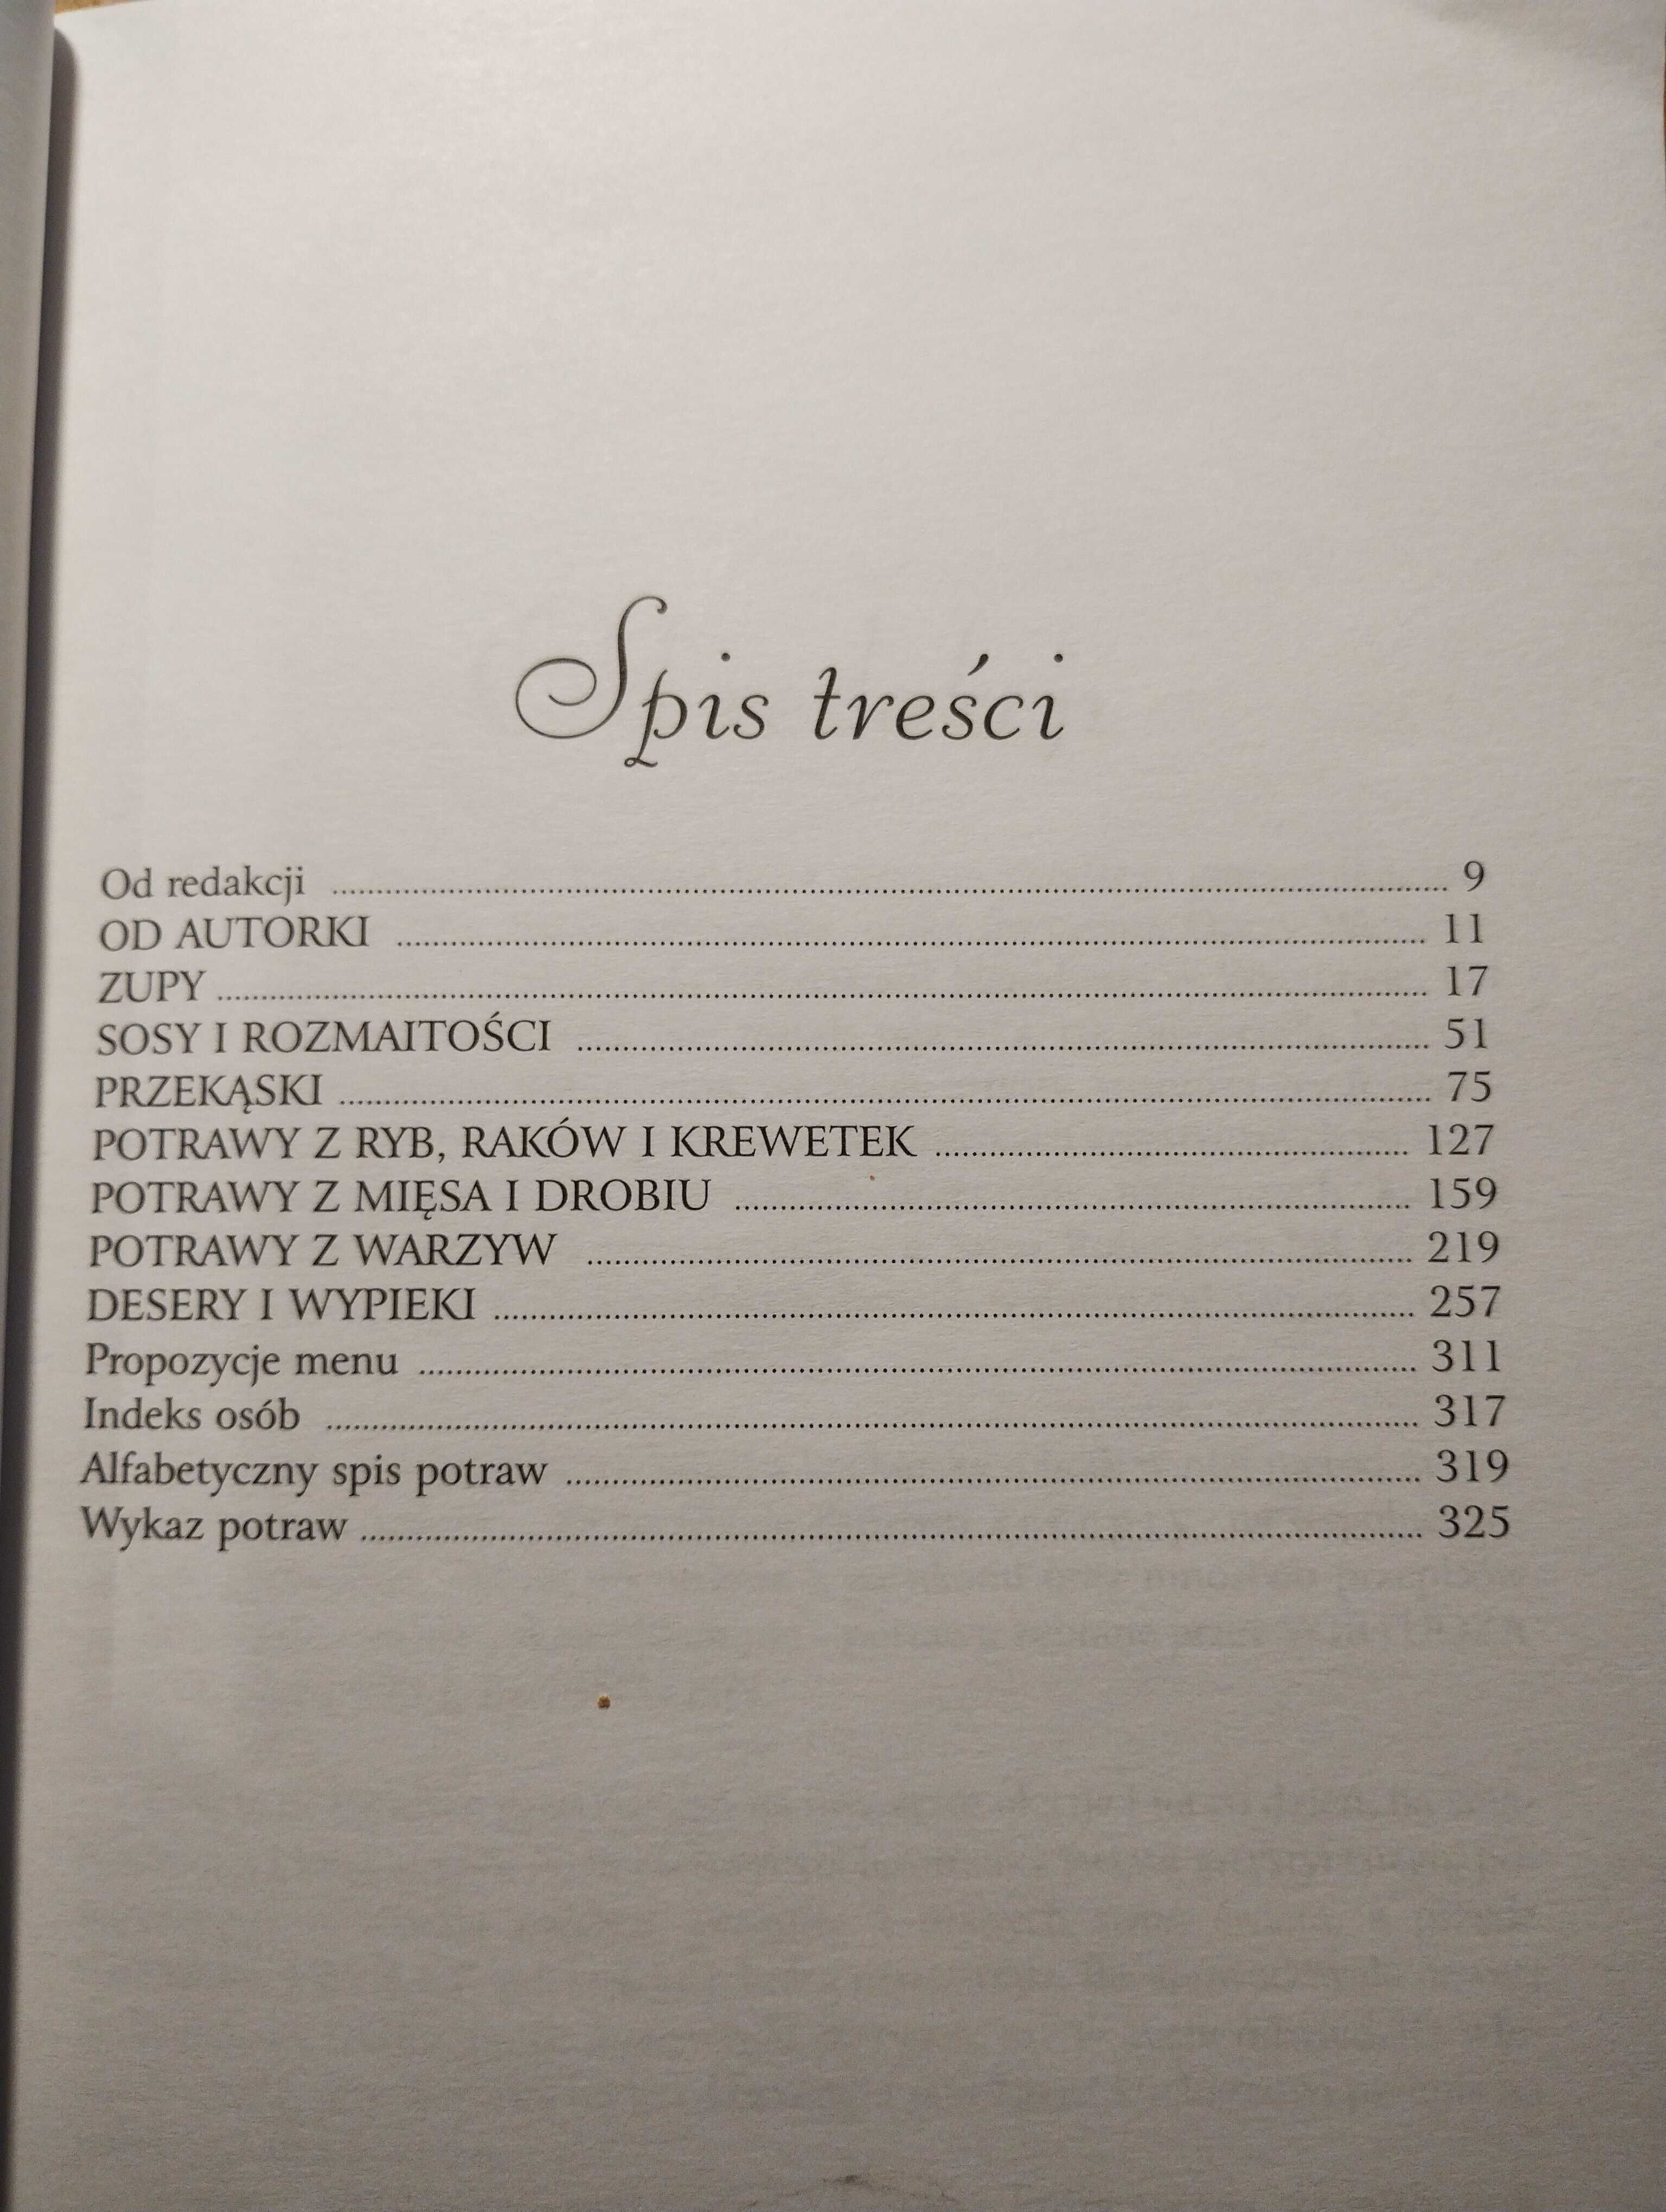 Spis treści
Od redakcji ........ 9
OD AUTORKI ........ 11
ZUPY ........ 17
SOSY I ROZMAITOŚCI ........ 51
PRZEKĄSKI ........ 75
POTRAWY Z RYB, RAKÓW I KREWETEK ........ 127
POTRAWY Z MIĘSA I DROBIU ........ 159
POTRAWY Z WARZYW ........ 219
DESERY I WYPIEKI ........ 257
Propozycje menu ........ 311
Indeks osób ........ 317
Alfabetyczny spis potraw ........ 319
Wykaz potraw ........ 325